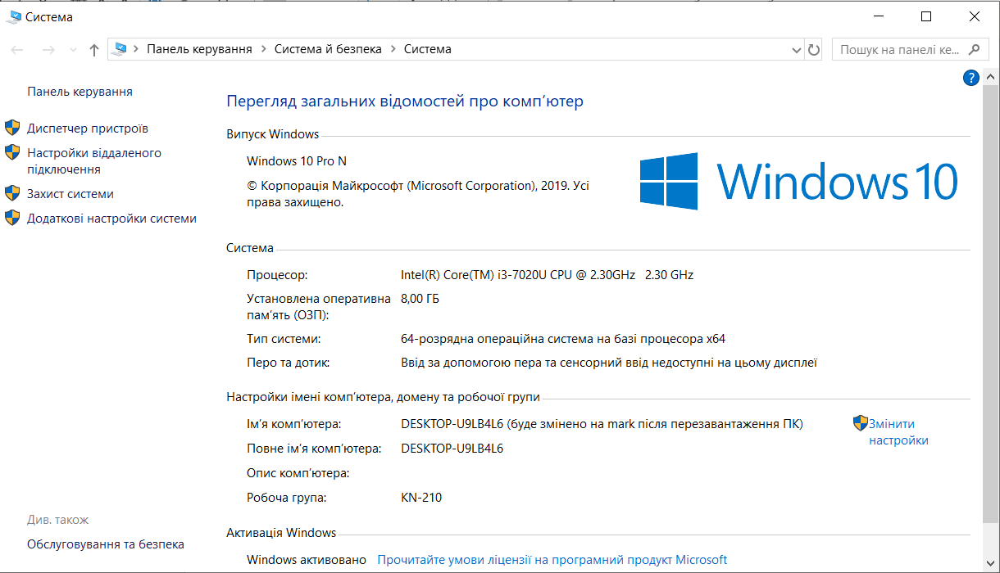 Система
Панель керування > Система й безпека > Система
Пошук на панелі ке...
Панель керування
Диспетчер пристроїв
Настройки віддаленого
підключення
Захист системи
Додаткові настройки системи
Див. також
Обслуговування та безпека
?
Перегляд загальних відомостей про комп’ютер
Випуск Windows
Windows 10 Pro N
© Корпорація Майкрософт (Microsoft Corporation), 2019. Усі
права захищено.
Windows 10
Система
Процесор: Intel(R) Core(TM) i3-7020U CPU @ 2.30GHz 2.30 GHz
Установлена оперативна 8,00 ГБ
пам’ять (ОЗП):
Тип системи: 64-розрядна операційна система на базі процесора x64
Перо та дотик: Ввід за допомогою пера та сенсорний ввід недоступні на цьому дисплеї
Настройки імені комп’ютера, домену та робочої групи
Ім’я комп’ютера: DESKTOP-U9LB4L6 (буде змінено на mark після перезавантаження ПК)
Змінити
настройки
Повне ім’я комп’ютера: DESKTOP-U9LB4L6
Опис комп’ютера:
Робоча група: KN-210
Активація Windows
Windows активовано Прочитайте умови ліцензії на програмний продукт Microsoft